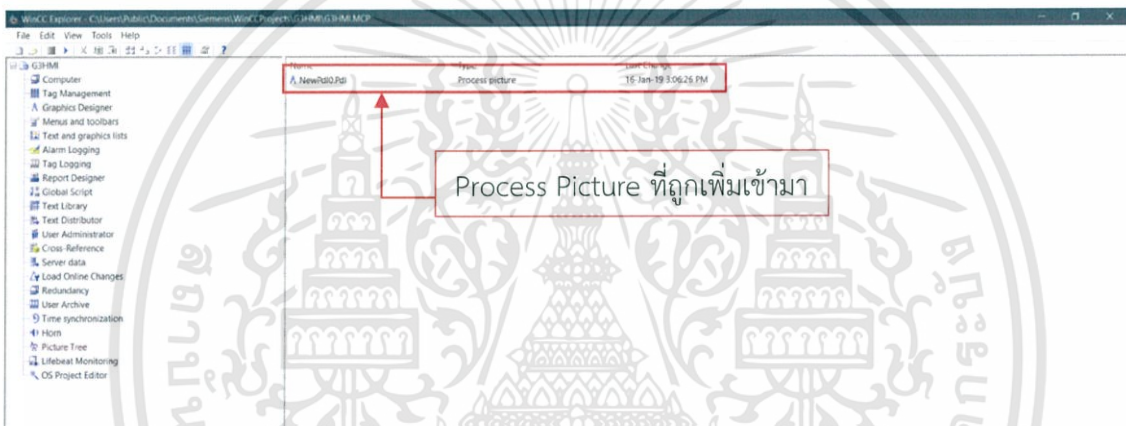 WinCC Explorer - C:\Users\Public\Documents\Siemens\WinCCProjects\G3HMI\G3HMI.MCP
File Edit View Tools Help
G3HMI
Computer
Tag Management
Graphics Designer
Menus and toolbars
Text and graphics lists
Alarm Logging
Tag Logging
Report Designer
Global Script
Text Library
Text Distributor
User Administrator
Cross-Reference
Server data
Load Online Changes
Redundancy
User Archive
Time synchronization
Horn
Picture Tree
Lifebeat Monitoring
OS Project Editor
Name Type Last Change
NewPdl0.Pdl Process picture 16-Jan-19 3:06:26 PM
Process Picture ที่ถูกเพิ่มเข้ามา